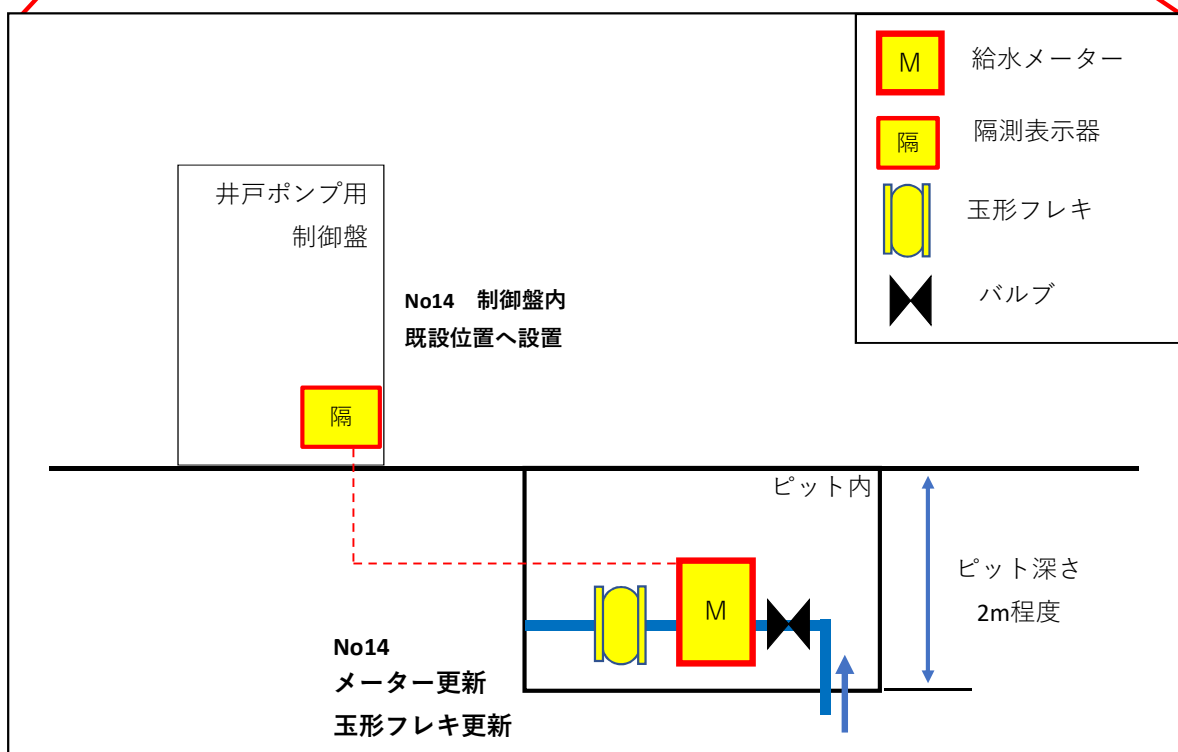 M 給水メーター
隔 隔測表示器
玉形フレキ
バルブ
井戸ポンプ用
制御盤
No14 制御盤内
既設位置へ設置
隔
ピット内
M
ピット深さ
2m程度
No14
メーター更新
玉形フレキ更新